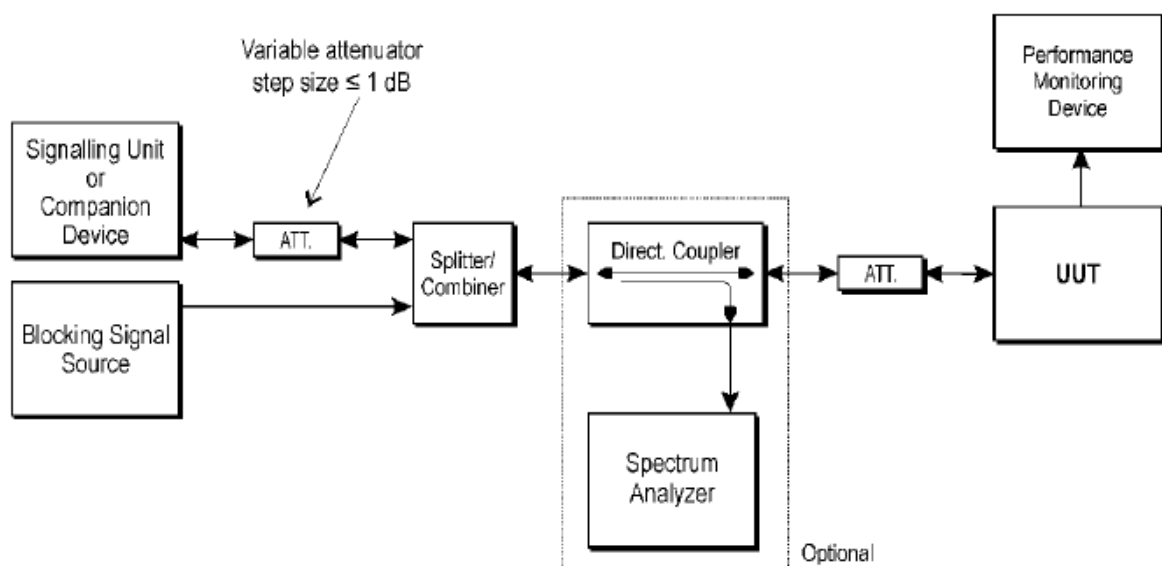 Variable attenuator
step size ≤ 1 dB
Performance
Monitoring
Device
Signalling Unit
or
Companion
Device
ATT.
Splitter/
Combiner
Direct. Coupler
ATT.
UUT
Blocking Signal
Source
Spectrum
Analyzer
Optional